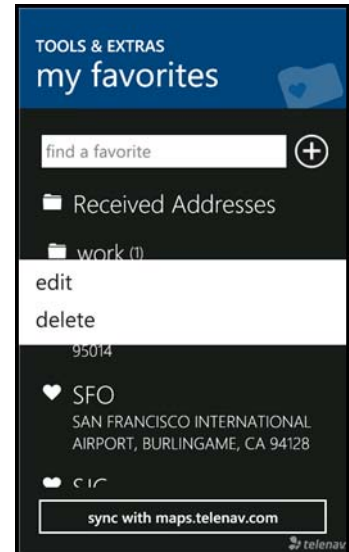 TOOLS & EXTRAS
my favorites
find a favorite
Received Addresses
work (1)
edit
delete
95014
SFO
SAN FRANCISCO INTERNATIONAL
AIRPORT, BURLINGAME, CA 94128
SJC
sync with maps.telenav.com
telenav